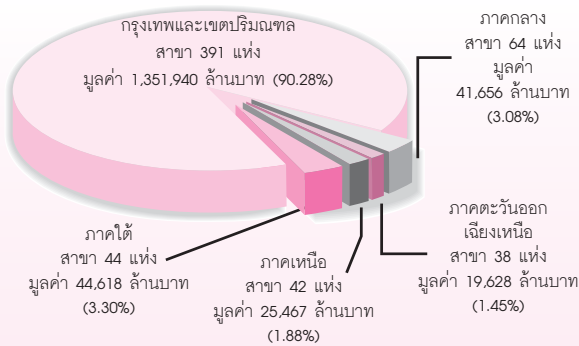 กรุงเทพและเขตปริมณฑล
สาขา 391 แห่ง
มูลค่า 1,351,940 ล้านบาท (90.28%)
ภาคกลาง
สาขา 64 แห่ง
มูลค่า
41,656 ล้านบาท
(3.08%)
ภาคใต้
สาขา 44 แห่ง
มูลค่า 44,618 ล้านบาท
(3.30%)
ภาคเหนือ
สาขา 42 แห่ง
มูลค่า 25,467 ล้านบาท
(1.88%)
ภาคตะวันออก
เฉียงเหนือ
สาขา 38 แห่ง
มูลค่า 19,628 ล้านบาท
(1.45%)